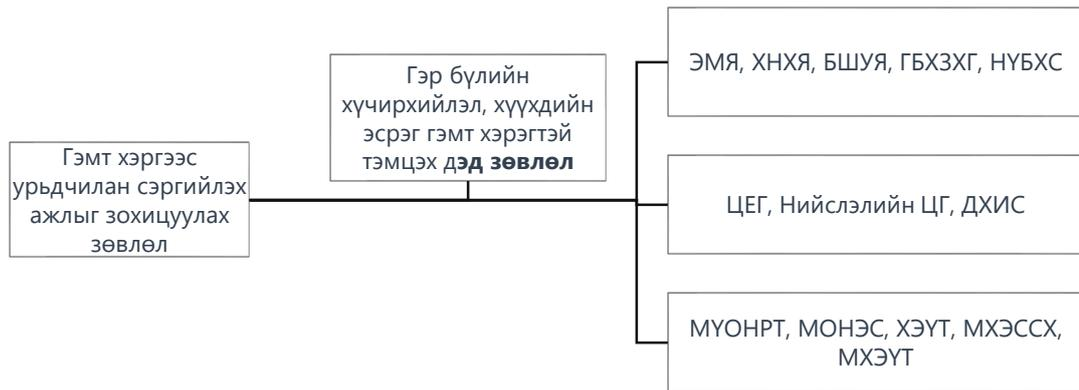 Гэмт хэргээс
урьдчилан сэргийлэх
ажлыг зохицуулах
зөвлөл
Гэр бүлийн
хүчирхийлэл, хүүхдийн
эсрэг гэмт хэрэгтэй
тэмцэх дэд зөвлөл
ЭМЯ, ХНХЯ, БШУЯ, ГБХЗХГ, НҮБХС
ЦЕГ, Нийслэлийн ЦГ, ДХИС
МҮОНРТ, МОНЭС, ХЭҮТ, МХЭССХ,
МХЭҮТ